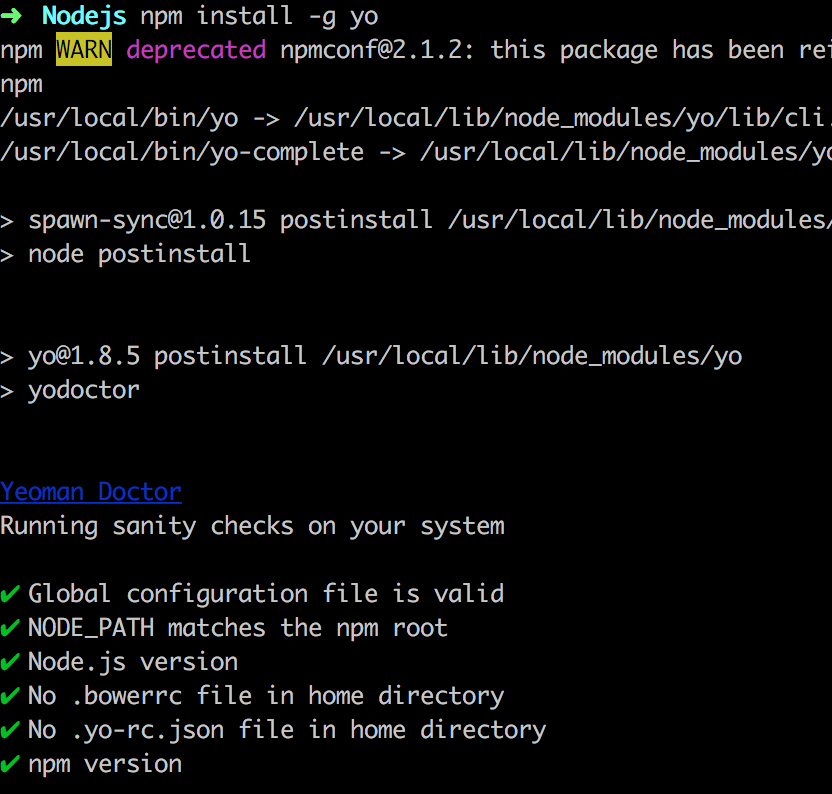 ➜ Nodejs npm install -g yo
npm WARN deprecated npmconf@2.1.2: this package has been rei
npm
/usr/local/bin/yo -> /usr/local/lib/node_modules/yo/lib/cli.
/usr/local/bin/yo-complete -> /usr/local/lib/node_modules/yo
> spawn-sync@1.0.15 postinstall /usr/local/lib/node_modules/
> node postinstall
> yo@1.8.5 postinstall /usr/local/lib/node_modules/yo
> yodoctor
Yeoman Doctor
Running sanity checks on your system
✔ Global configuration file is valid
✔ NODE_PATH matches the npm root
✔ Node.js version
✔ No .bowerrc file in home directory
✔ No .yo-rc.json file in home directory
✔ npm version